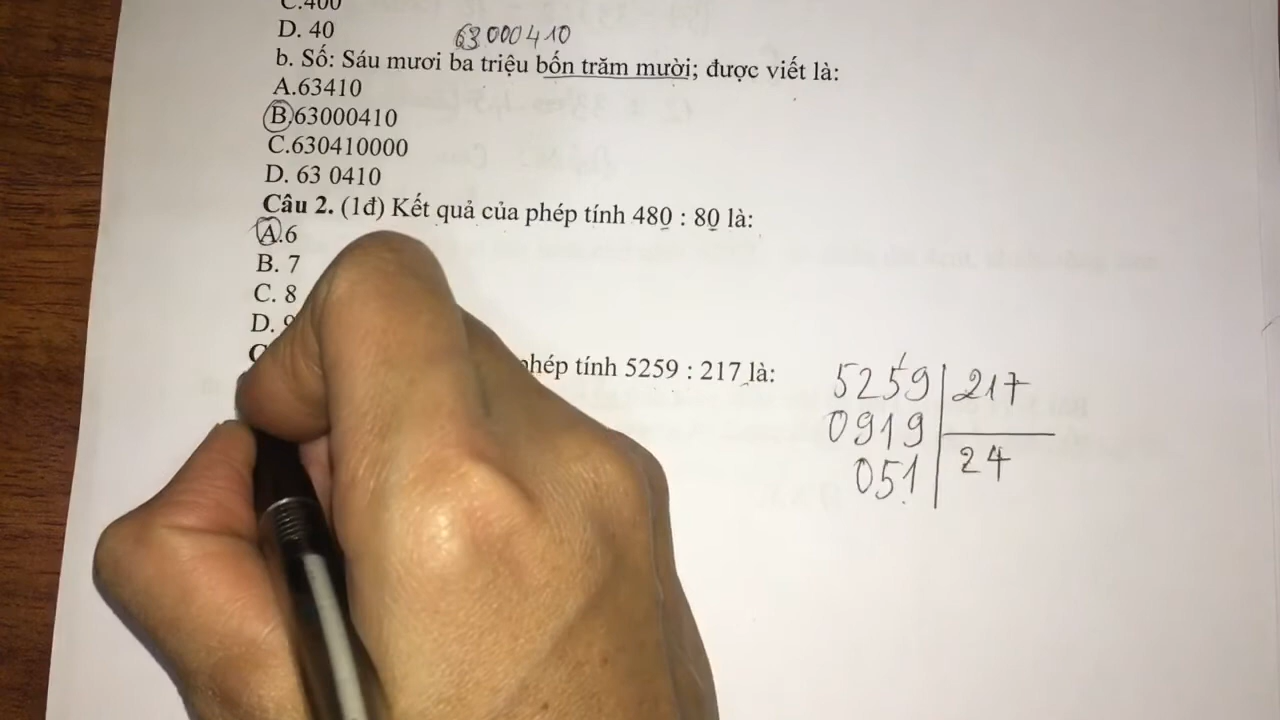 C.400
D. 40
63000410
b. Số: Sáu mươi ba triệu bốn trăm mười; được viết là:
A.63410
B.63000410
C.630410000
D. 63 0410
Câu 2. (1đ) Kết quả của phép tính 480 : 80 là:
A.6
B. 7
C. 8
D.
phép tính 5259 : 217 là:
5259 217
0919 24
051